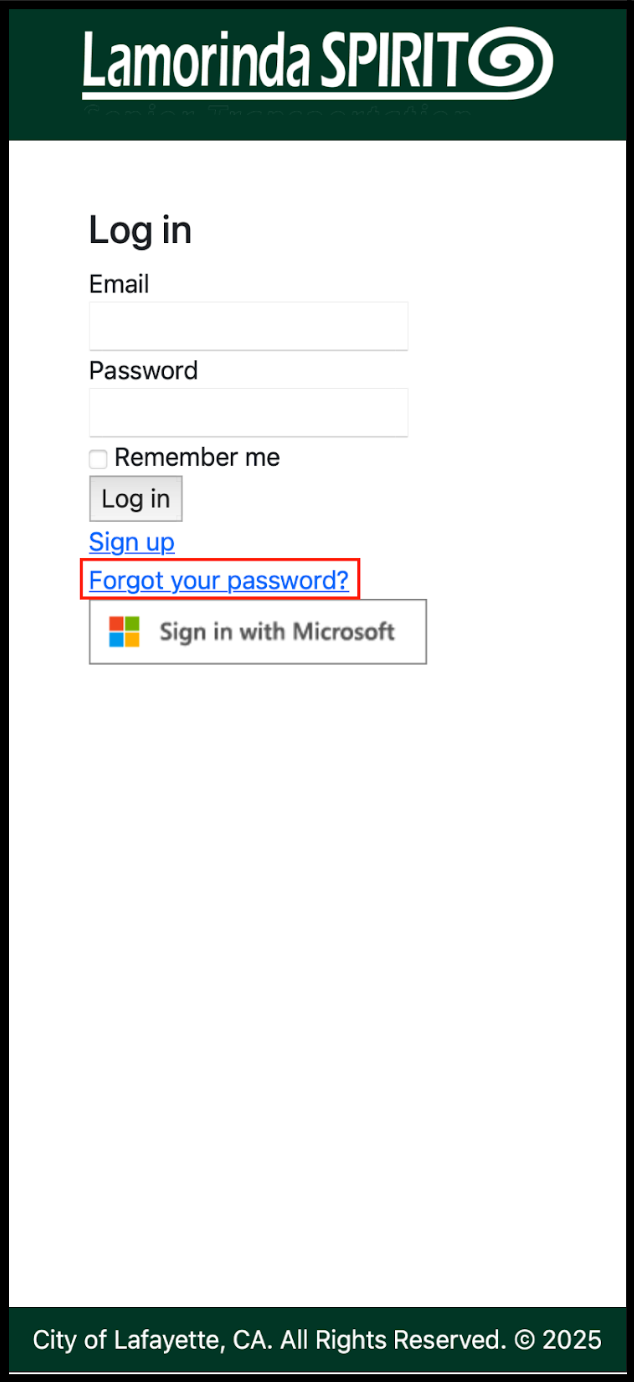 Lamorinda SPIRIT
Log in
Email
Password
Remember me
Log in
Sign up
Forgot your password?
Sign in with Microsoft
City of Lafayette, CA. All Rights Reserved. © 2025